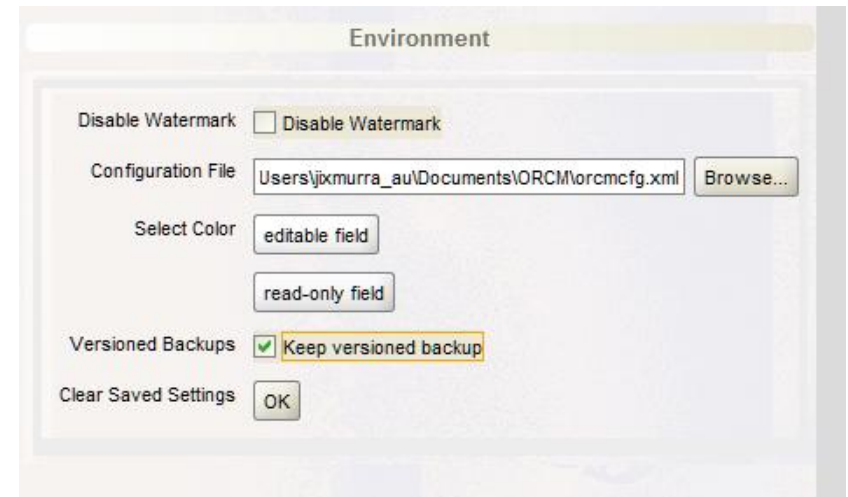 Environment
Disable Watermark Disable Watermark
Configuration File Users\jixmurra_au\Documents\ORCM\orcmcfg.xml Browse...
Select Color editable field
read-only field
Versioned Backups Keep versioned backup
Clear Saved Settings OK